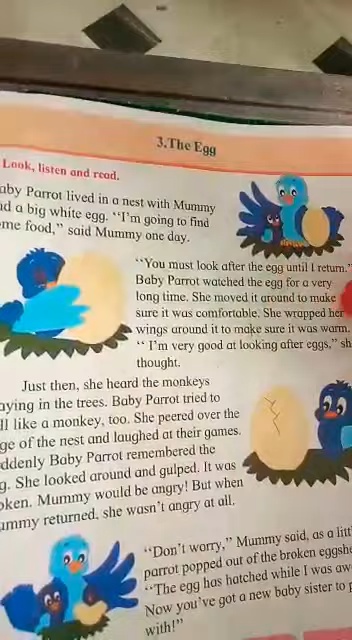 3.The Egg
Look, listen and read.
aby Parrot lived in a nest with Mummy
d a big white egg. “I'm going to find
me food,” said Mummy one day.
“You must look after the egg until I return.”
Baby Parrot watched the egg for a very
long time. She moved it around to make
sure it was comfortable. She wrapped her
wings around it to make sure it was warm.
“ I'm very good at looking after eggs,” sh
thought.
Just then, she heard the monkeys
aying in the trees. Baby Parrot tried to
ll like a monkey, too. She peered over the
ge of the nest and laughed at their games.
ddenly Baby Parrot remembered the
g. She looked around and gulped. It was
oken. Mummy would be angry! But when
ummy returned, she wasn't angry at all.
“Don't worry,” Mummy said, as a litt
parrot popped out of the broken eggshe
“The egg has hatched while I was aw
Now you've got a new baby sister to p
with!”